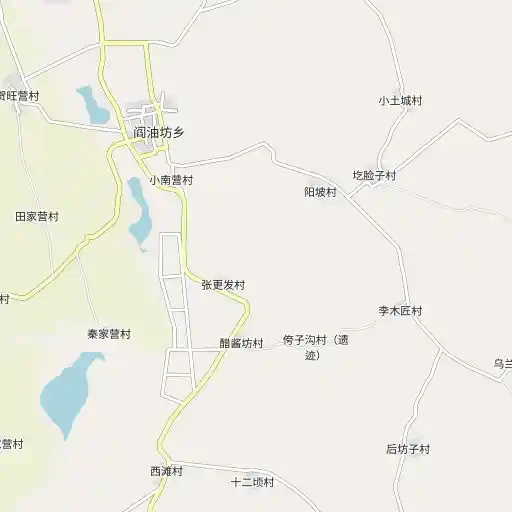 贺旺营村
小土城村
阎油坊乡
圪脸子村
小南营村
阳坡村
田家营村
张更发村
村
李木匠村
秦家营村
醋酱坊村
侉子沟村（遗
迹）
乌兰
营村
后坊子村
西滩村
十二顷村